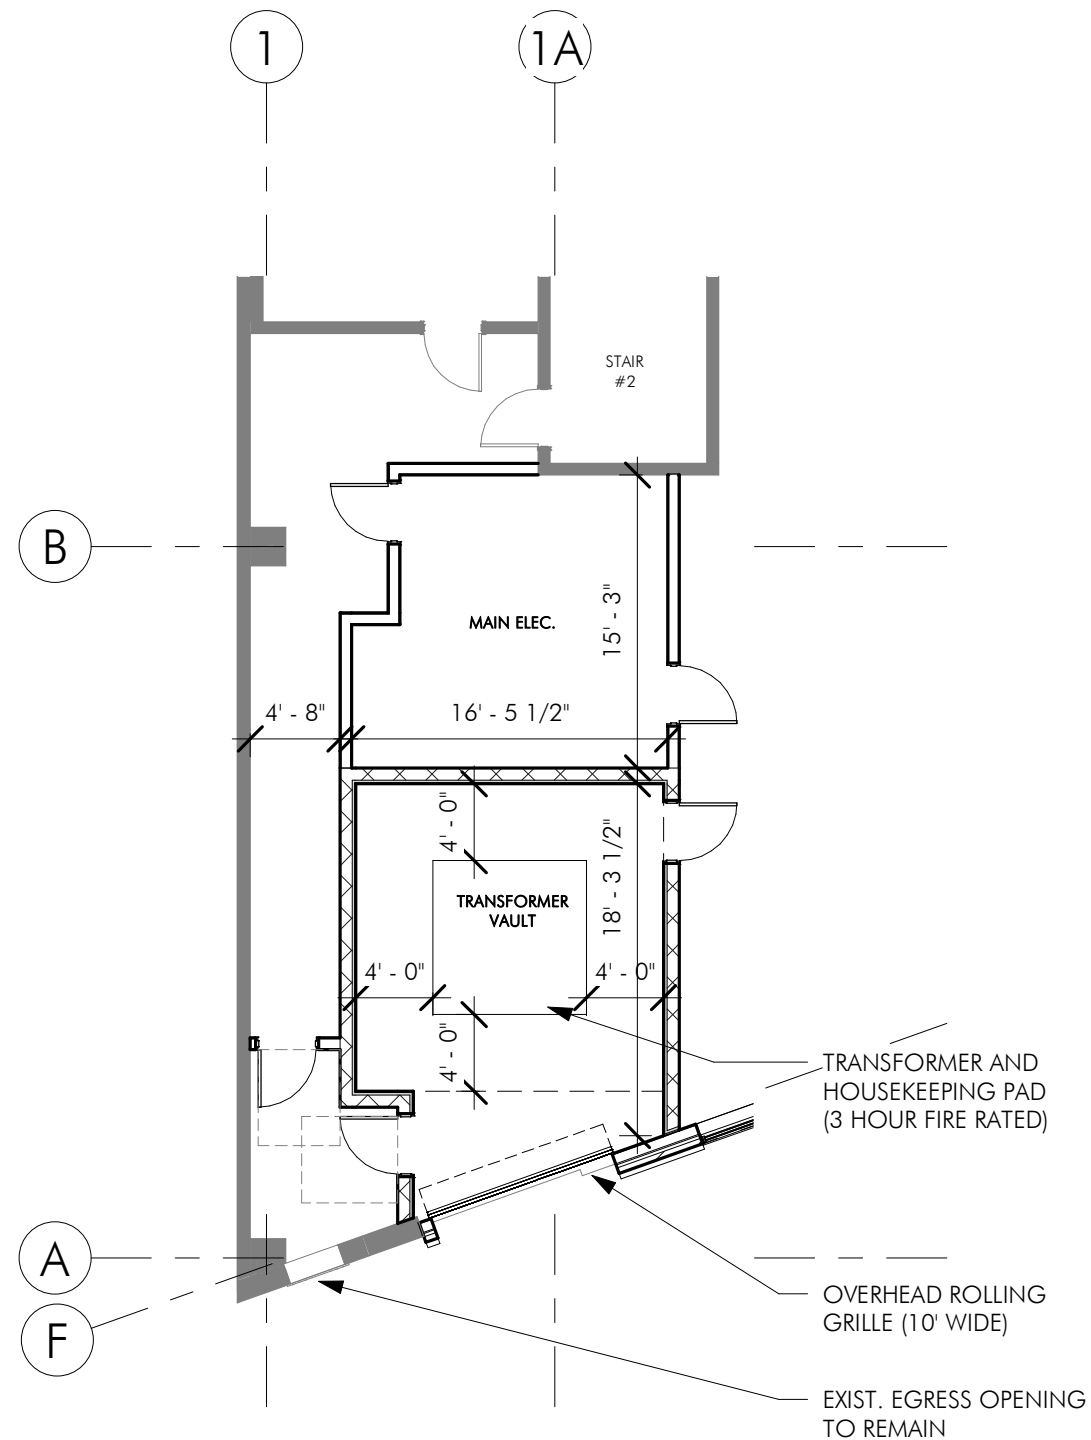 1
1A
STAIR
#2
B
MAIN ELEC.
15' - 3"
4' - 8"
16' - 5 1/2"
4' - 0"
18' - 3 1/2"
TRANSFORMER
VAULT
4' - 0"
4' - 0"
4' - 0"
TRANSFORMER AND
HOUSEKEEPING PAD
(3 HOUR FIRE RATED)
A
F
OVERHEAD ROLLING
GRILLE (10' WIDE)
EXIST. EGRESS OPENING
TO REMAIN